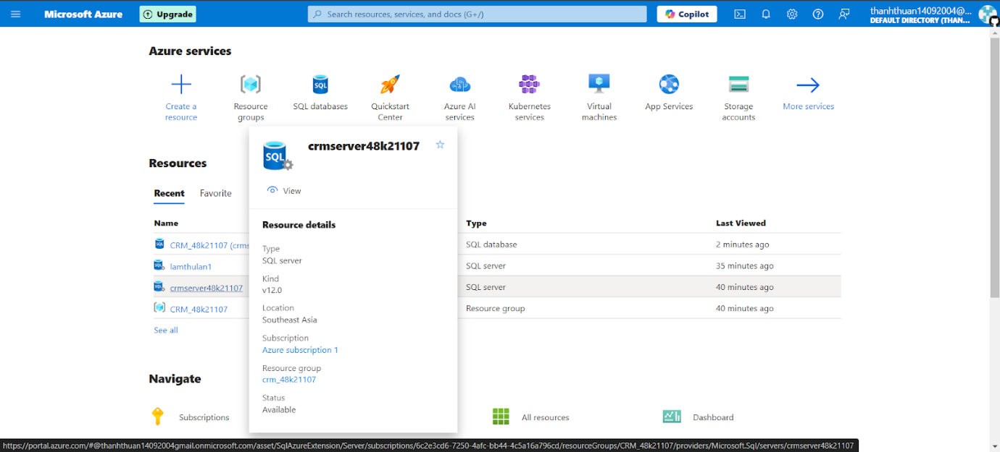 Microsoft Azure
Upgrade
Search resources, services, and docs (G+/)
Copilot
thanhthuan14092004@...
DEFAULT DIRECTORY (THAN...
Azure services
Create a
resource
Resource
groups
SQL
SQL databases
Quickstart
Center
Azure AI
services
Kubernetes
services
Virtual
machines
App Services
Storage
accounts
More services
SQL
crmserver48k21107
View
Resources
Recent
Favorite
Name
Type
Last Viewed
CRM_48k21107 (crms
SQL database
2 minutes ago
lamthulan1
SQL server
35 minutes ago
crmserver48k21107
SQL server
40 minutes ago
CRM_48k21107
Resource group
40 minutes ago
See all
Resource details
Type
SQL server
Kind
v12.0
Location
Southeast Asia
Subscription
Azure subscription 1
Resource group
crm_48k21107
Status
Available
Navigate
Subscriptions
All resources
Dashboard
https://portal.azure.com/#@thanhthuan14092004gmail.onmicrosoft.com/asset/SqlAzureExtension/Server/subscriptions/6c2e3cd6-7250-4afc-bb44-4c5a16a796cd/resourceGroups/CRM_48k21107/providers/Microsoft.Sql/servers/crmserver48k21107